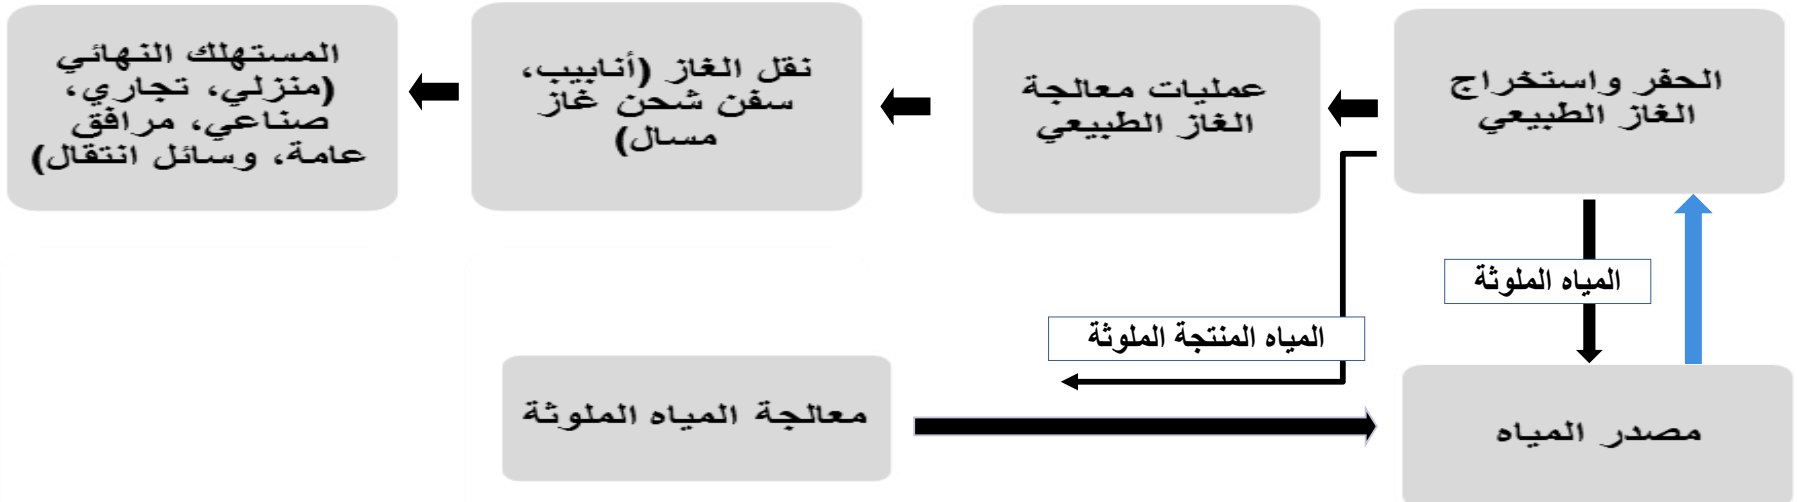 الحفر واستخراج
الغاز الطبيعي
عمليات معالجة
الغاز الطبيعي
نقل الغاز (أنابيب،
سفن شحن غاز
مسال)
المستهلك النهائي
(منزلي، تجاري،
صناعي، مرافق
عامة، وسائل انتقال)
المياه الملوثة
المياه المنتجة الملوثة
مصدر المياه
معالجة المياه الملوثة